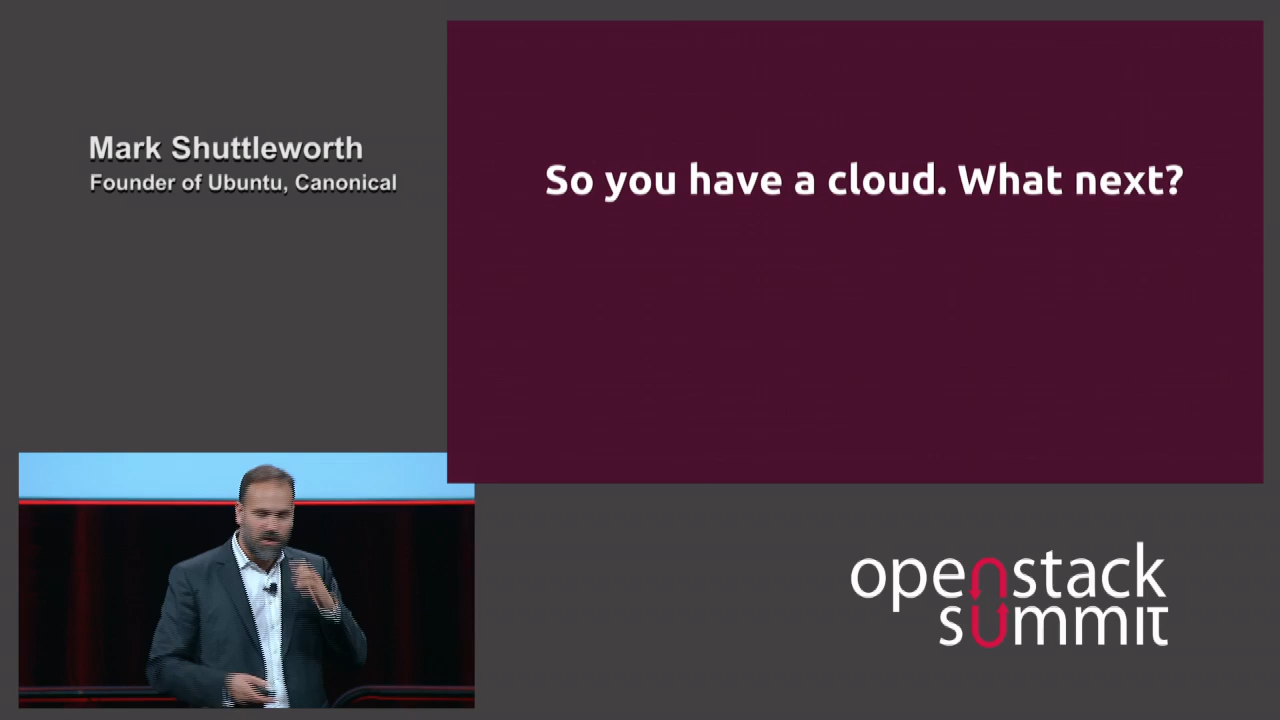 Mark Shuttleworth
Founder of Ubuntu, Canonical
So you have a cloud. What next?
openstack
summit